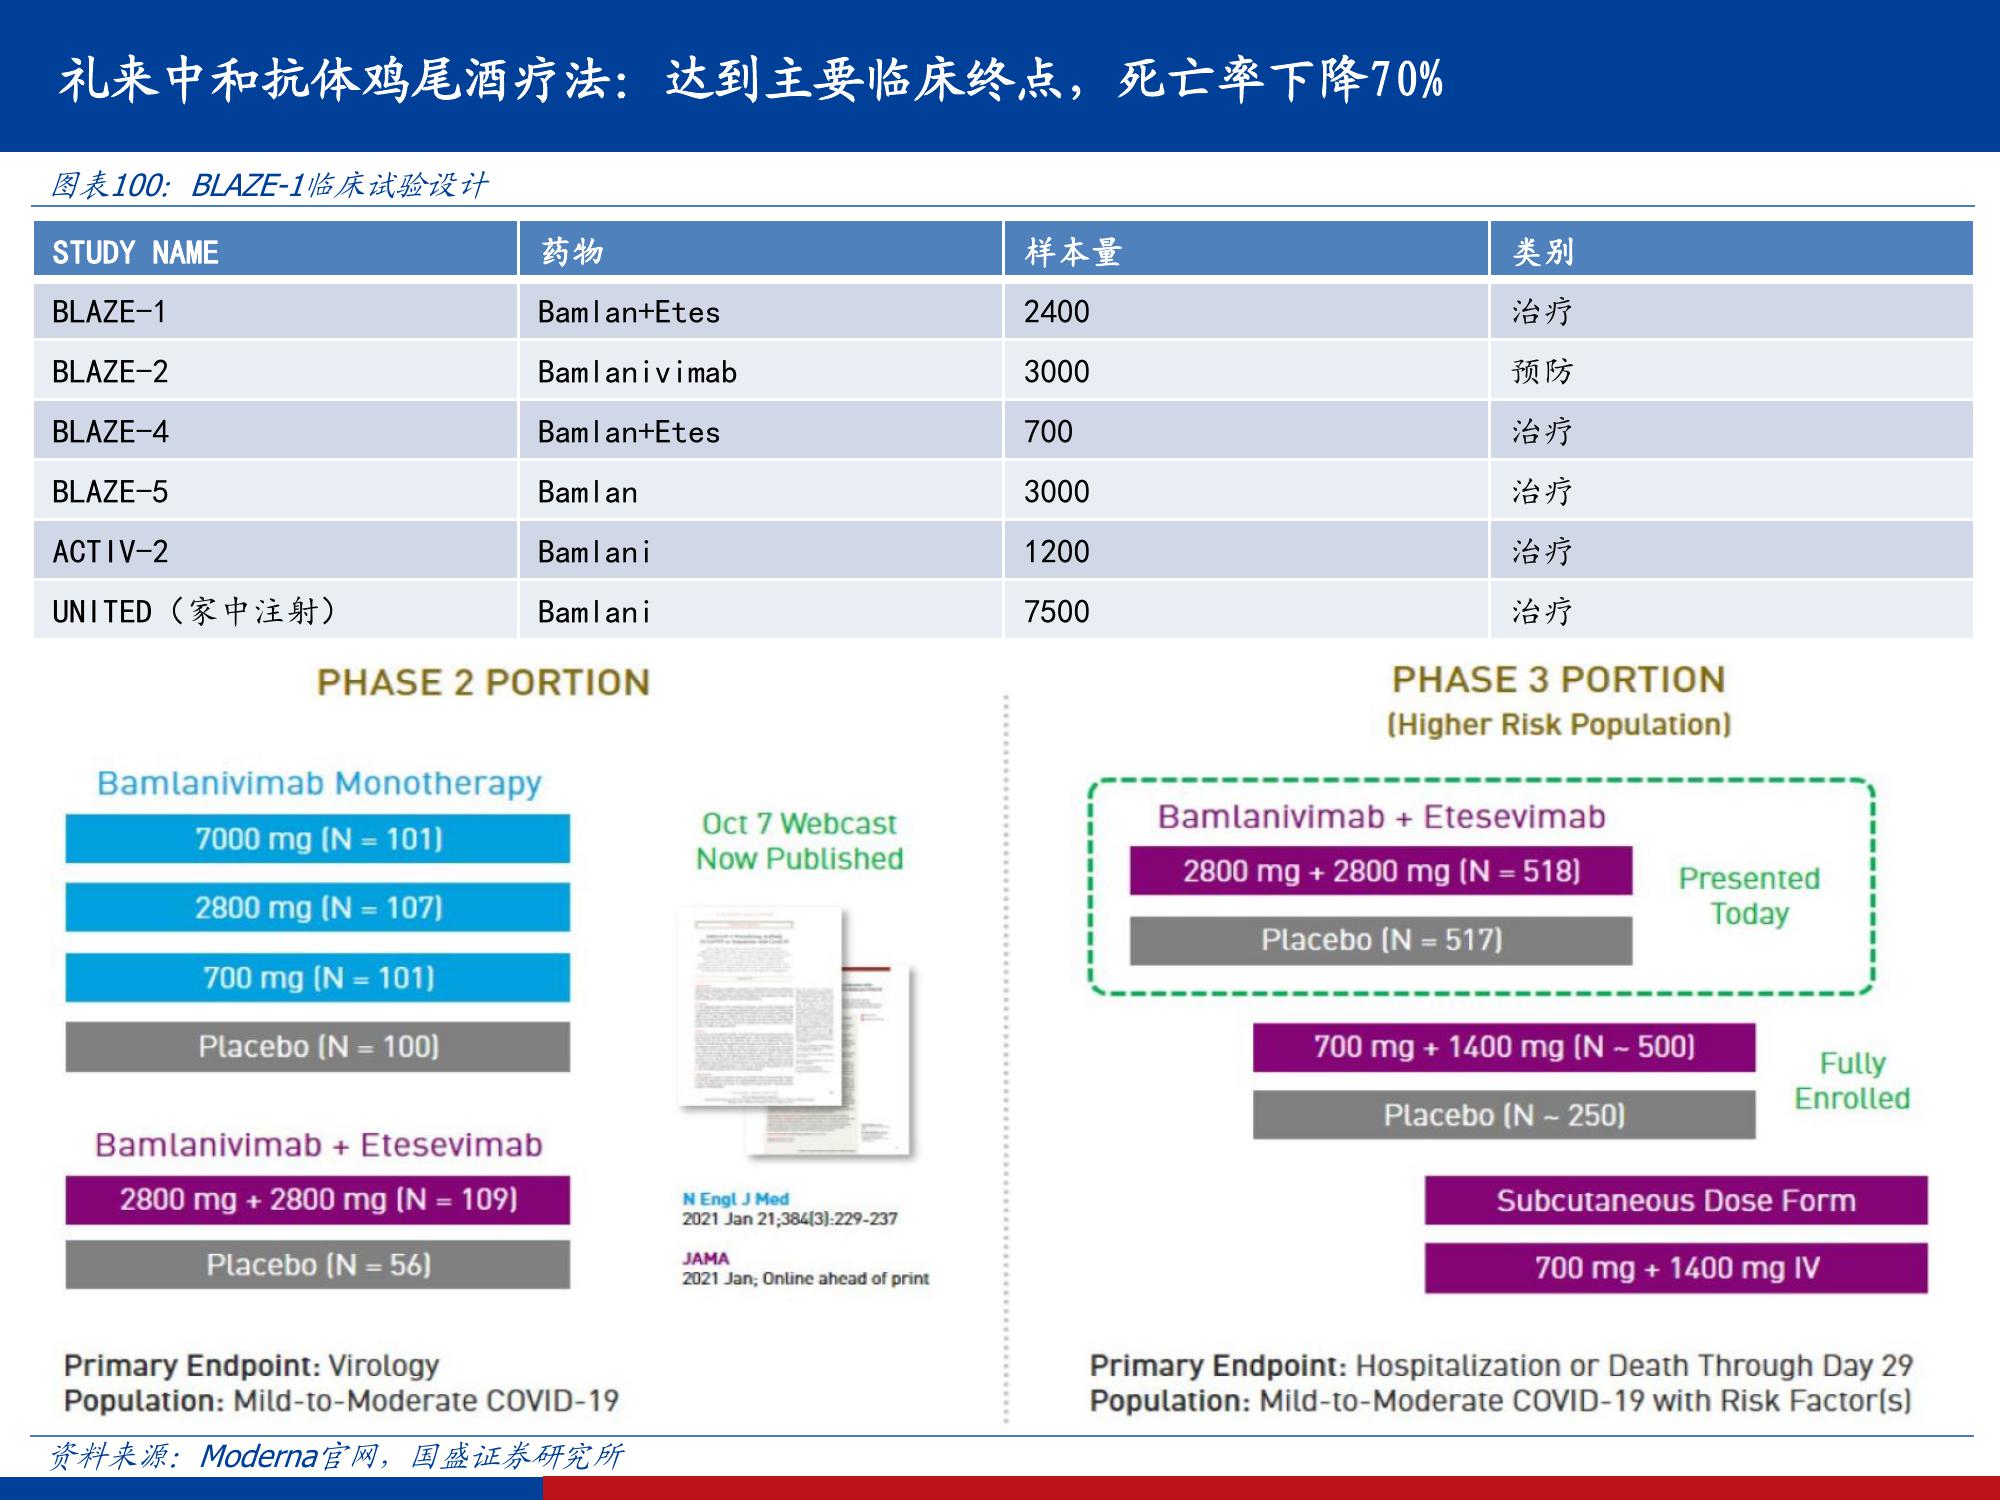 礼来中和抗体鸡尾酒疗法：达到主要临床终点，死亡率下降70%
图表100：BLAZE-1临床试验设计
STUDY NAME 药物 样本量 类别
BLAZE-1 Bamlan+Etes 2400 治疗
BLAZE-2 Bamlanivimab 3000 预防
BLAZE-4 Bamlan+Etes 700 治疗
BLAZE-5 Bamlan 3000 治疗
ACTIV-2 Bamlani 1200 治疗
UNITED（家中注射） Bamlani 7500 治疗
PHASE 2 PORTION
Bamlanivimab Monotherapy
7000 mg (N = 101)
2800 mg (N = 107)
700 mg (N = 101)
Placebo (N = 100)
Bamlanivimab + Etesevimab
2800 mg + 2800 mg (N = 109)
Placebo (N = 56)
Oct 7 Webcast
Now Published
N Engl J Med
2021 Jan 21;384(3):229-237
JAMA
2021 Jan; Online ahead of print
Primary Endpoint: Virology
Population: Mild-to-Moderate COVID-19
PHASE 3 PORTION
(Higher Risk Population)
Bamlanivimab + Etesevimab
2800 mg + 2800 mg (N = 518)
Placebo (N = 517)
Presented
Today
700 mg + 1400 mg (N ~ 500)
Placebo (N ~ 250)
Fully
Enrolled
Subcutaneous Dose Form
700 mg + 1400 mg IV
Primary Endpoint: Hospitalization or Death Through Day 29
Population: Mild-to-Moderate COVID-19 with Risk Factor(s)
资料来源：Moderna官网，国盛证券研究所